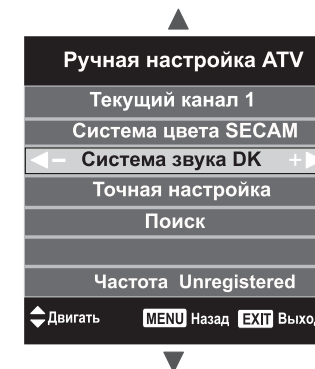 Ручная настройка ATV
Текущий канал 1
Система цвета SECAM
− Система звука DK +
Точная настройка
Поиск
Частота Unregistered
Двигать MENU Назад EXIT Выхо